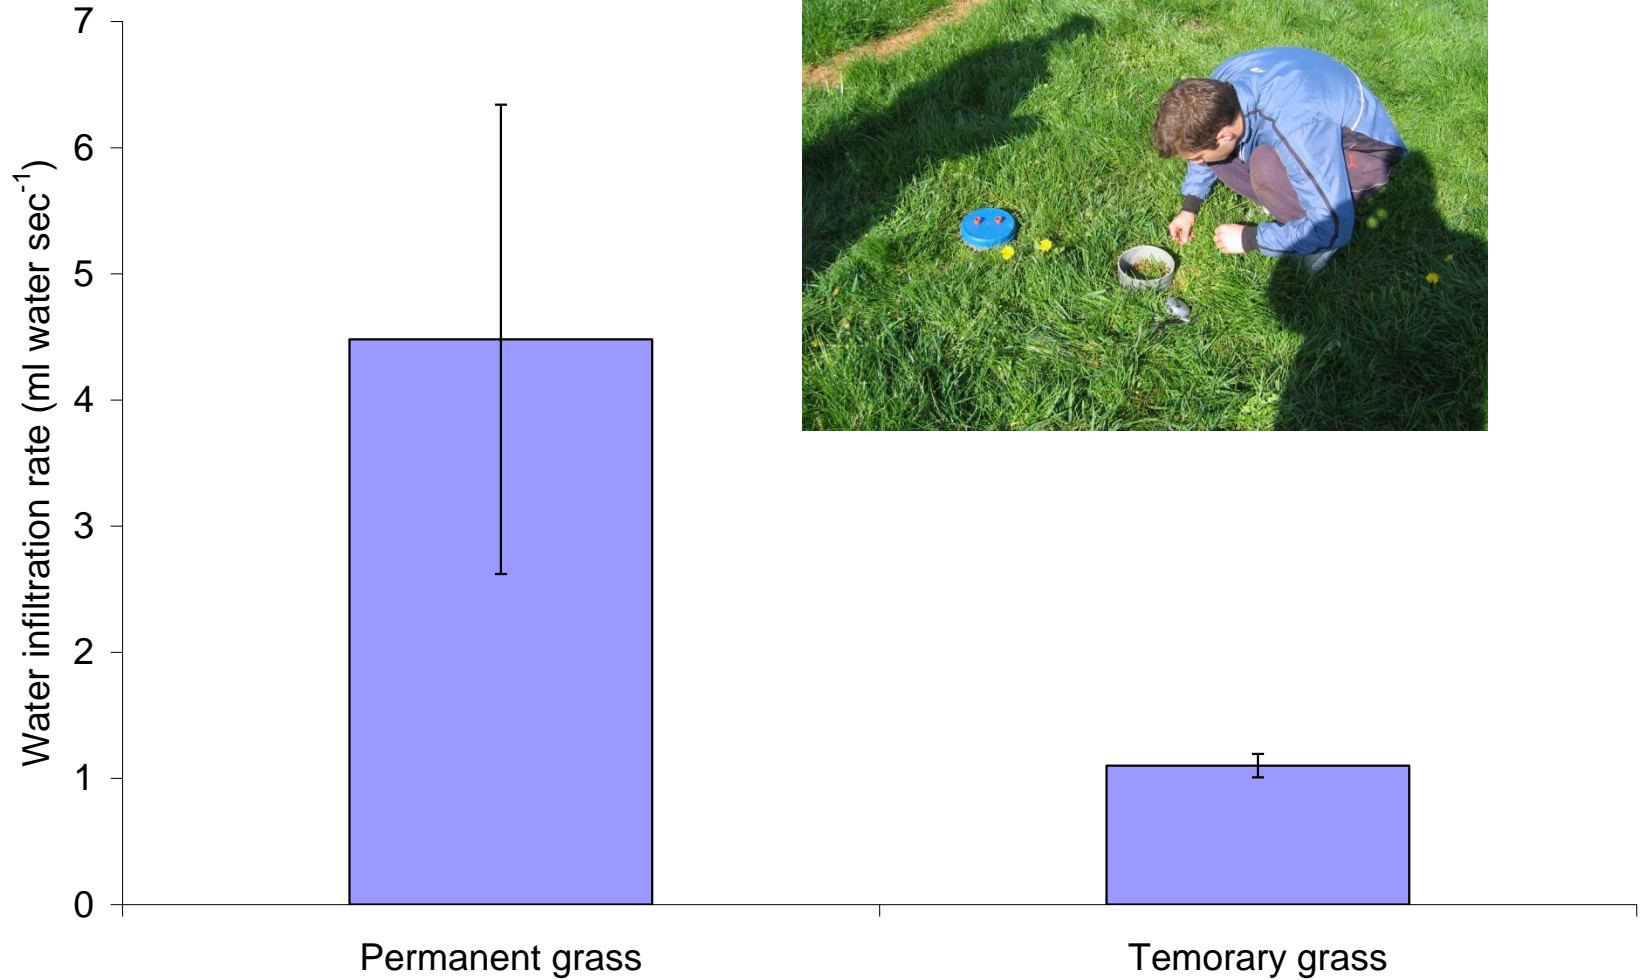 Water infiltration rate (ml water sec-1)
7
6
5
4
3
2
1
0
Permanent grass
Temorary grass